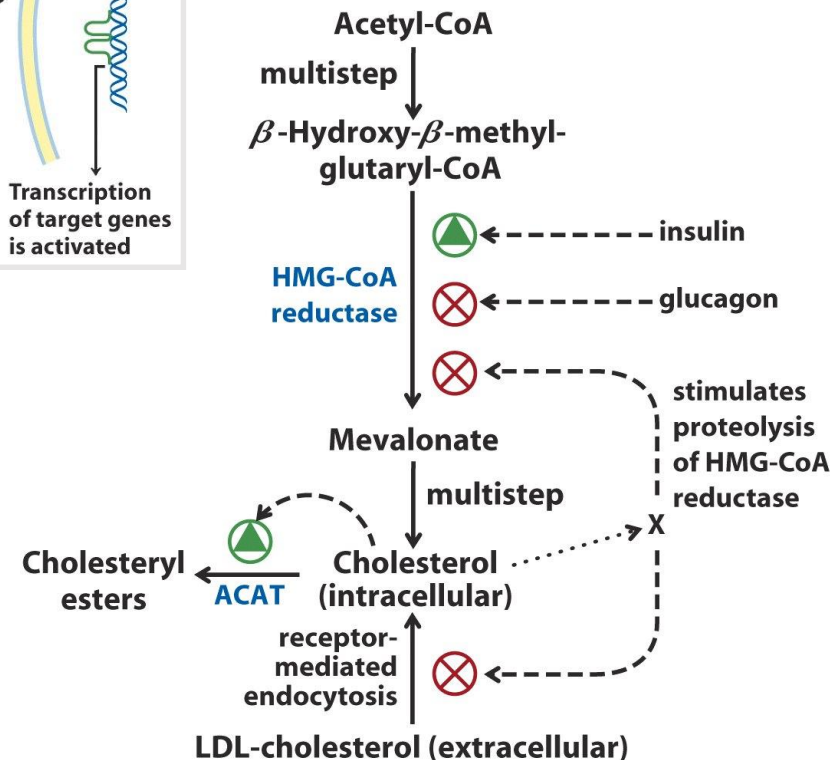 Transcription
of target genes
is activated
Acetyl-CoA
multistep
β-Hydroxy-β-methyl-
glutaryl-CoA
insulin
HMG-CoA
reductase
glucagon
stimulates
proteolysis
of HMG-CoA
reductase
Mevalonate
multistep
X
Cholesteryl
esters
ACAT
Cholesterol
(intracellular)
receptor-
mediated
endocytosis
LDL-cholesterol (extracellular)